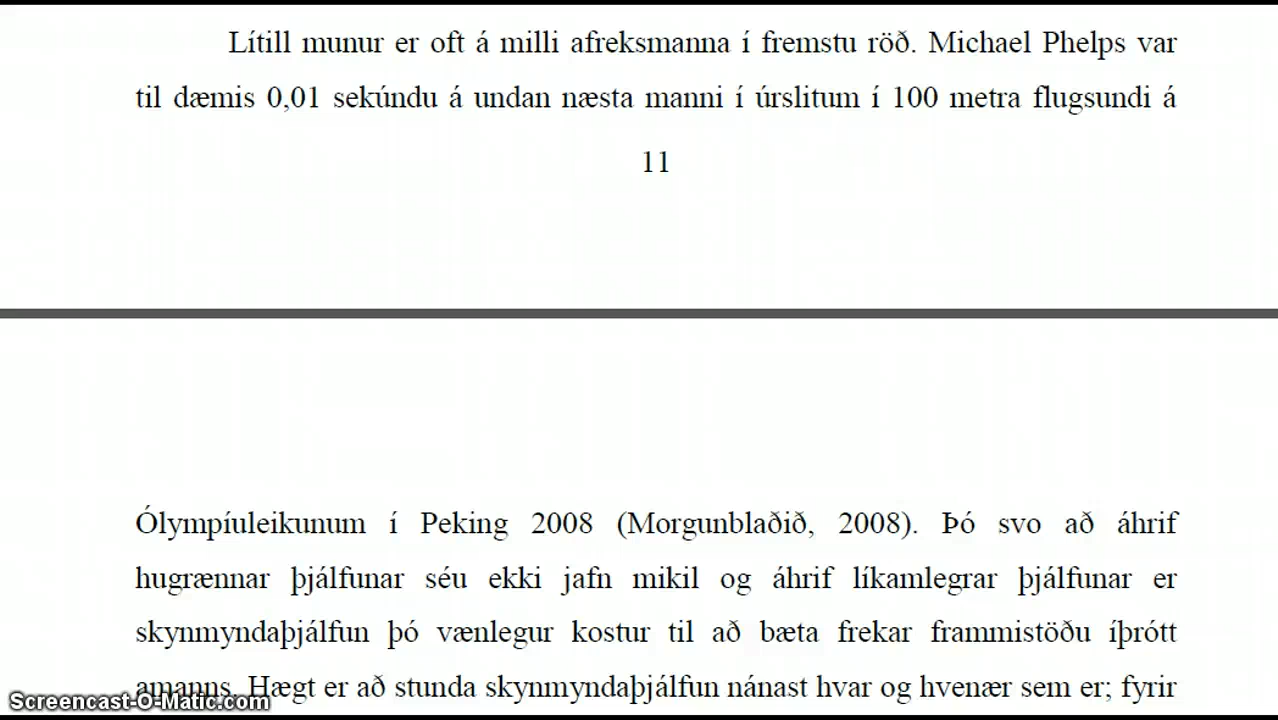 Lítill munur er oft á milli afreksmanna í fremstu röð. Michael Phelps var
til dæmis 0,01 sekúndu á undan næsta manni í úrslitum í 100 metra flugsundi á
11
Ólympíuleikunum í Peking 2008 (Morgunblaðið, 2008). Þó svo að áhrif
hugrænnar þjálfunar séu ekki jafn mikil og áhrif líkamlegrar þjálfunar er
skynmyndaþjálfun þó vænlegur kostur til að bæta frekar frammistöðu íþrótt
amanns. Hægt er að stunda skynmyndaþjálfun nánast hvar og hvenær sem er; fyrir
Screencast-O-Matic.com